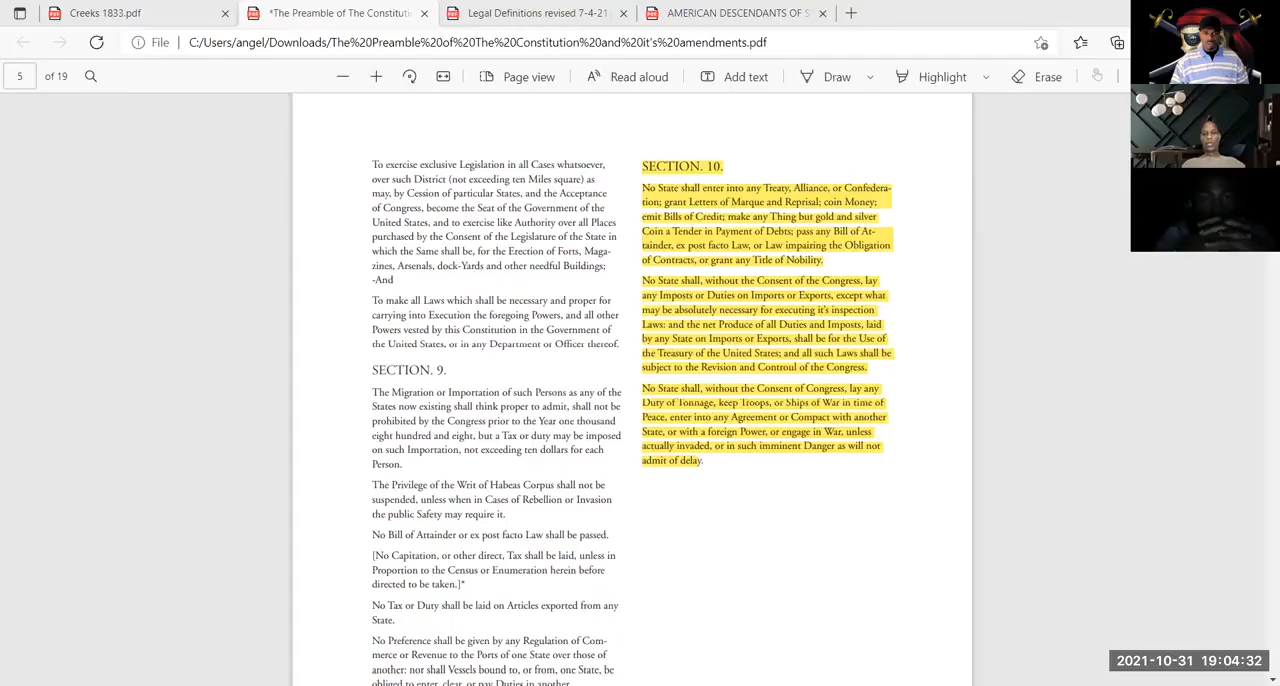 Creeks 1833.pdf
*The Preamble of The Constituti
Legal Definitions revised 7-4-21
AMERICAN DESCENDANTS OF S
File
C:/Users/angel/Downloads/The%20Preamble%20of%20The%20Constitution%20and%20it's%20amendments.pdf
5
of 19
Page view
Read aloud
Add text
Draw
Highlight
Erase
To exercise exclusive Legislation in all Cases whatsoever,
over such District (not exceeding ten Miles square) as
may, by Cession of particular States, and the Acceptance
of Congress, become the Seat of the Government of the
United States, and to exercise like Authority over all Places
purchased by the Consent of the Legislature of the State in
which the Same shall be, for the Erection of Forts, Maga-
zines, Arsenals, dock-Yards and other needful Buildings;
-And
To make all Laws which shall be necessary and proper for
carrying into Execution the foregoing Powers, and all other
Powers vested by this Constitution in the Government of
the United States, or in any Department or Officer thereof.
SECTION. 9.
The Migration or Importation of such Persons as any of the
States now existing shall think proper to admit, shall not be
prohibited by the Congress prior to the Year one thousand
eight hundred and eight, but a Tax or duty may be imposed
on such Importation, not exceeding ten dollars for each
Person.
The Privilege of the Writ of Habeas Corpus shall not be
suspended, unless when in Cases of Rebellion or Invasion
the public Safety may require it.
No Bill of Attainder or ex post facto Law shall be passed.
[No Capitation, or other direct, Tax shall be laid, unless in
Proportion to the Census or Enumeration herein before
directed to be taken.]*
No Tax or Duty shall be laid on Articles exported from any
State.
No Preference shall be given by any Regulation of Com-
merce or Revenue to the Ports of one State over those of
another: nor shall Vessels bound to, or from, one State, be
obliged to enter, clear, or pay Duties in another.
SECTION. 10.
No State shall enter into any Treaty, Alliance, or Confedera-
tion; grant Letters of Marque and Reprisal; coin Money;
emit Bills of Credit; make any Thing but gold and silver
Coin a Tender in Payment of Debts; pass any Bill of At-
tainder, ex post facto Law, or Law impairing the Obligation
of Contracts, or grant any Title of Nobility.
No State shall, without the Consent of the Congress, lay
any Imposts or Duties on Imports or Exports, except what
may be absolutely necessary for executing it's inspection
Laws: and the net Produce of all Duties and Imposts, laid
by any State on Imports or Exports, shall be for the Use of
the Treasury of the United States; and all such Laws shall be
subject to the Revision and Controul of the Congress.
No State shall, without the Consent of Congress, lay any
Duty of Tonnage, keep Troops, or Ships of War in time of
Peace, enter into any Agreement or Compact with another
State, or with a foreign Power, or engage in War, unless
actually invaded, or in such imminent Danger as will not
admit of delay.
2021-10-31 19:04:32